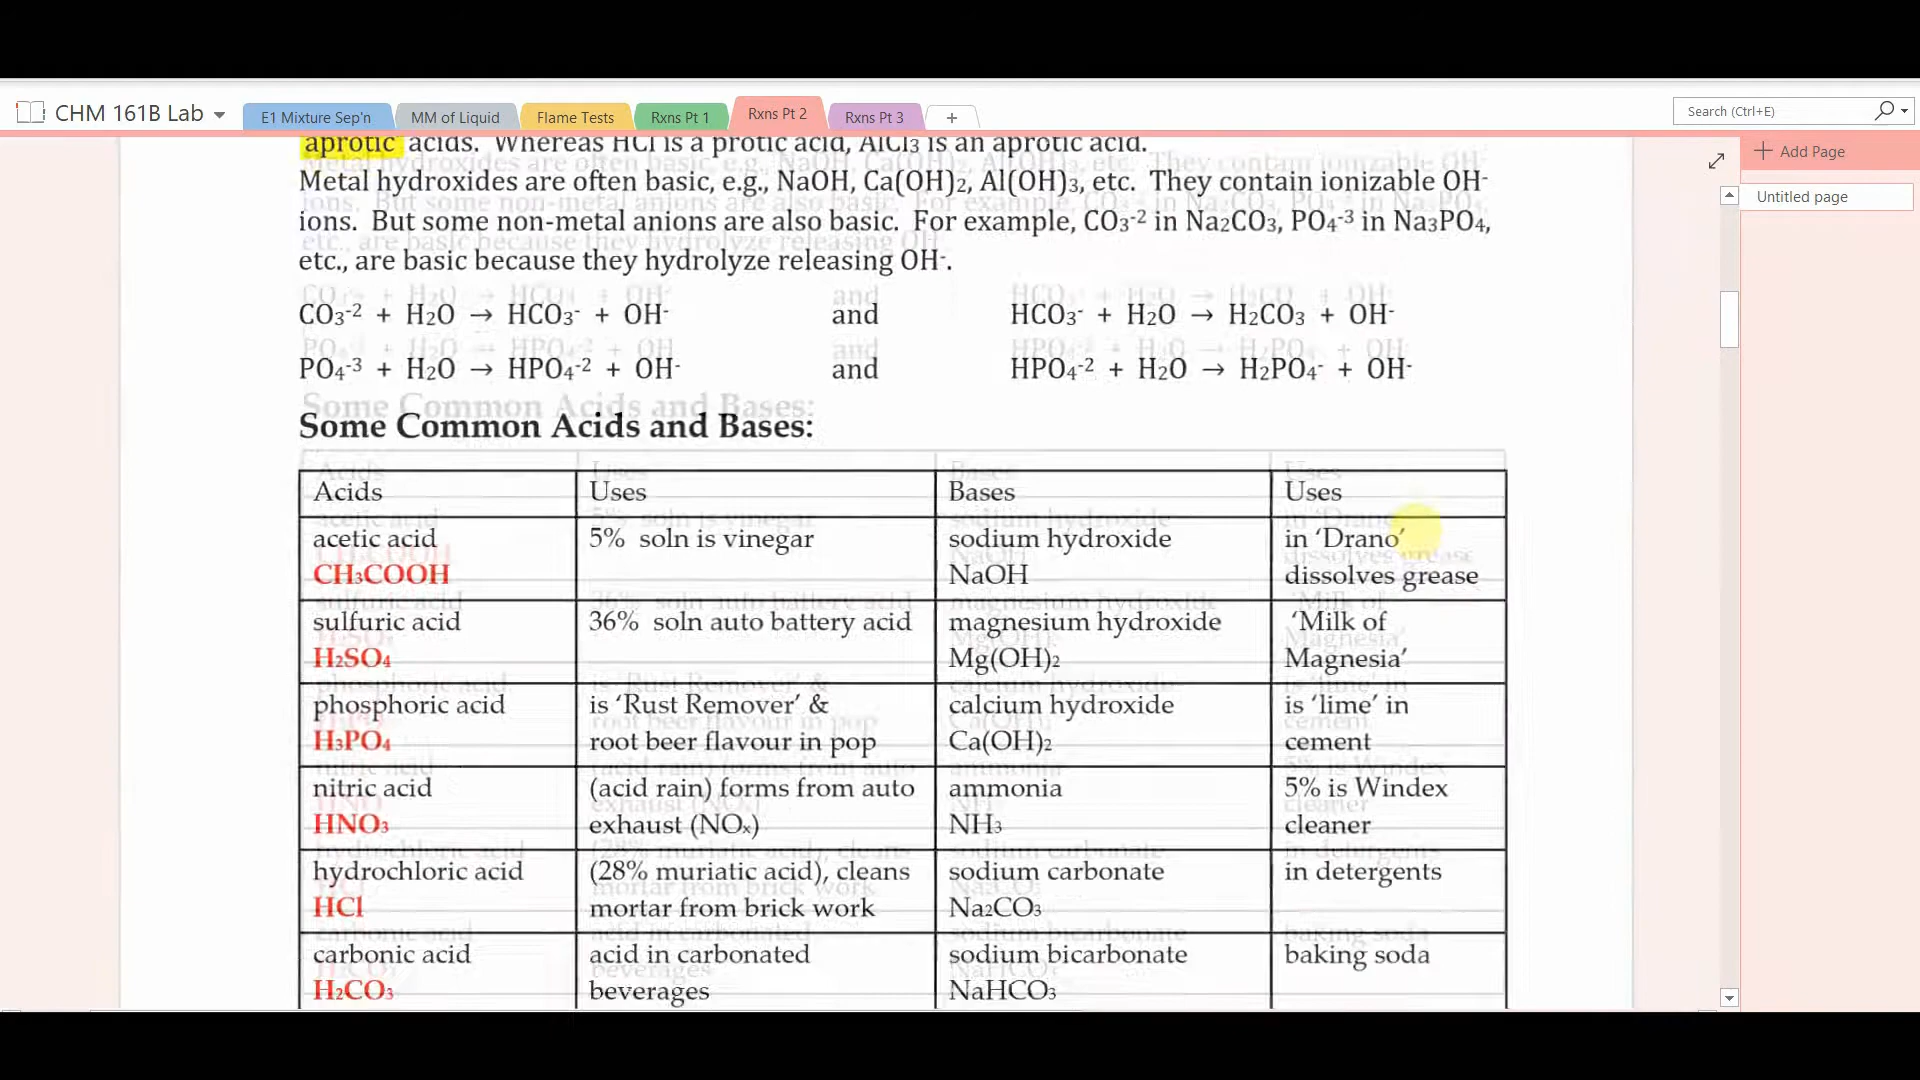 CHM 161B Lab
E1 Mixture Sep'n
MM of Liquid
Flame Tests
Rxns Pt 1
Rxns Pt 2
Rxns Pt 3
+
Search (Ctrl+E)
Add Page
Untitled page
aprotic acids. Whereas HCl is a protic acid, AlCl₃ is an aprotic acid.
Metal hydroxides are often basic, e.g., NaOH, Ca(OH)₂, Al(OH)₃, etc. They contain ionizable OH⁻
ions. But some non-metal anions are also basic. For example, CO₃⁻² in Na₂CO₃, PO₄⁻³ in Na₃PO₄,
etc., are basic because they hydrolyze releasing OH⁻.
CO₃⁻² + H₂O → HCO₃⁻ + OH⁻ and HCO₃⁻ + H₂O → H₂CO₃ + OH⁻
PO₄⁻³ + H₂O → HPO₄⁻² + OH⁻ and HPO₄⁻² + H₂O → H₂PO₄⁻ + OH⁻
Some Common Acids and Bases:
Acids Uses Bases Uses
acetic acid 5% soln is vinegar sodium hydroxide in ‘Drano’
CH₃COOH NaOH dissolves grease
sulfuric acid 36% soln auto battery acid magnesium hydroxide ‘Milk of
H₂SO₄ Mg(OH)₂ Magnesia’
phosphoric acid is ‘Rust Remover’ & calcium hydroxide is ‘lime’ in
H₃PO₄ root beer flavour in pop Ca(OH)₂ cement
nitric acid (acid rain) forms from auto ammonia 5% is Windex
HNO₃ exhaust (NOₓ) NH₃ cleaner
hydrochloric acid (28% muriatic acid), cleans sodium carbonate in detergents
HCl mortar from brick work Na₂CO₃
carbonic acid acid in carbonated sodium bicarbonate baking soda
H₂CO₃ beverages NaHCO₃